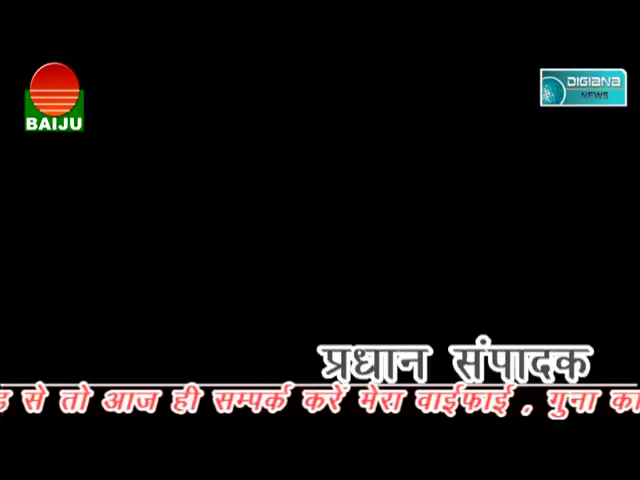 BAIJU
DIGIANA
NEWS
प्रधान संपादक
से तो आज ही सम्पर्क करें मेरा वाईफाई , गुना का